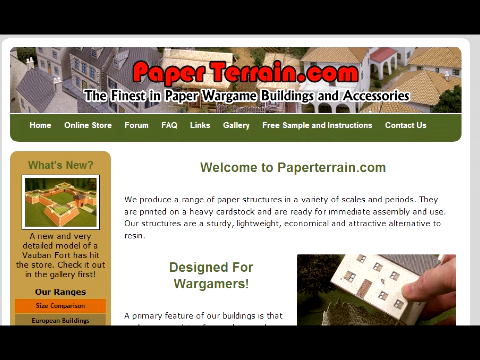 Paper Terrain.com
The Finest in Paper Wargame Buildings and Accessories
Home Online Store Forum FAQ Links Gallery Free Sample and Instructions Contact Us
What's New?
A new and very
detailed model of a
Vauban Fort has hit
the store. Check it out
in the gallery first!
Our Ranges
Size Comparison
European Buildings
Welcome to Paperterrain.com
We produce a range of paper structures in a variety of scales and periods. They
are printed on a heavy cardstock and are ready for immediate assembly and use.
Our structures are a sturdy, lightweight, economical and attractive alternative to
resin.
Designed For
Wargamers!
A primary feature of our buildings is that